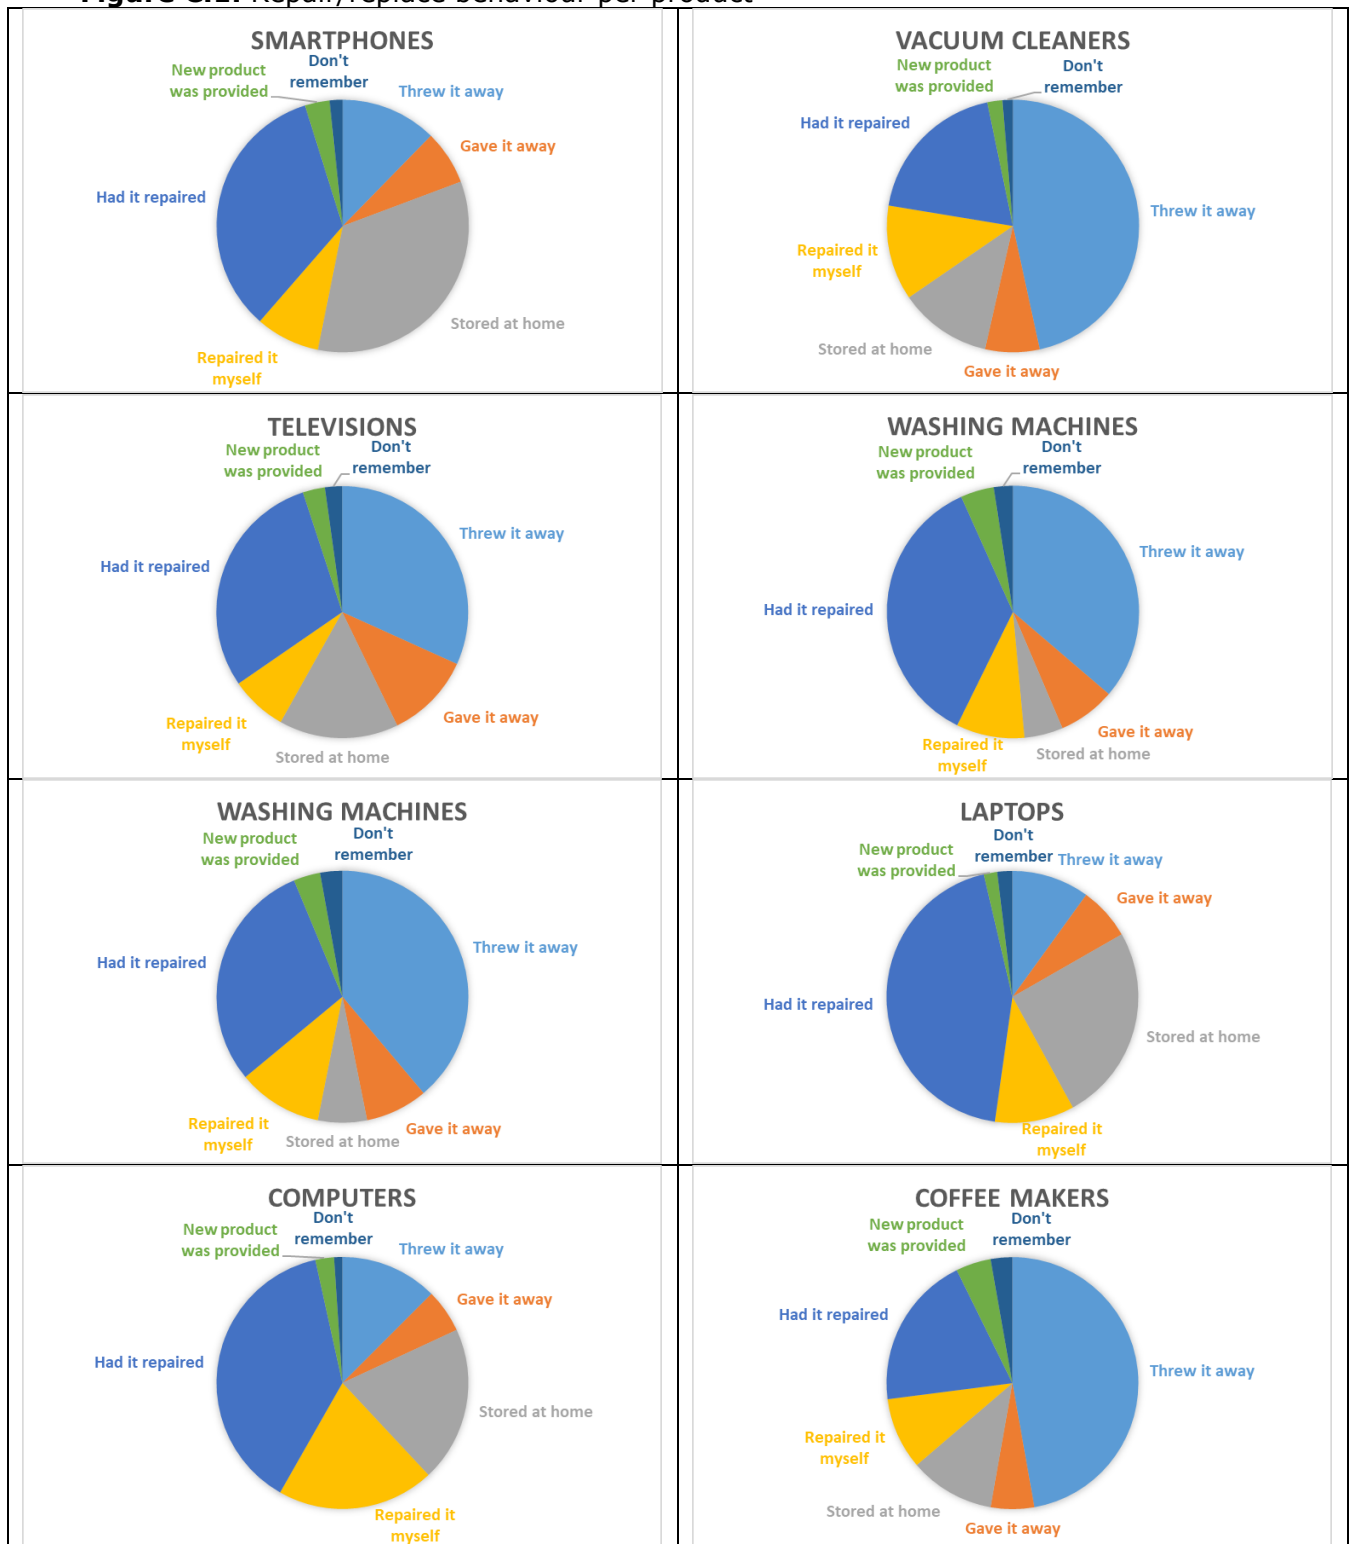 Figure C.1. Repair/replace behaviour per product
SMARTPHONES
Don't
remember
New product
was provided
Threw it away
Gave it away
Had it repaired
Stored at home
Repaired it
myself
VACUUM CLEANERS
New product
was provided
Don't
remember
Had it repaired
Threw it away
Repaired it
myself
Stored at home
Gave it away
TELEVISIONS
New product
was provided
Don't
remember
Threw it away
Had it repaired
Gave it away
Repaired it
myself
Stored at home
WASHING MACHINES
New product
was provided
Don't
remember
Threw it away
Had it repaired
Gave it away
Repaired it
myself
Stored at home
WASHING MACHINES
New product
was provided
Don't
remember
Threw it away
Had it repaired
Repaired it
myself
Stored at home
Gave it away
LAPTOPS
Don't
remember
New product
was provided
Threw it away
Gave it away
Had it repaired
Stored at home
Repaired it
myself
COMPUTERS
Don't
remember
New product
was provided
Threw it away
Gave it away
Had it repaired
Stored at home
Repaired it
myself
COFFEE MAKERS
New product
was provided
Don't
remember
Had it repaired
Threw it away
Repaired it
myself
Stored at home
Gave it away